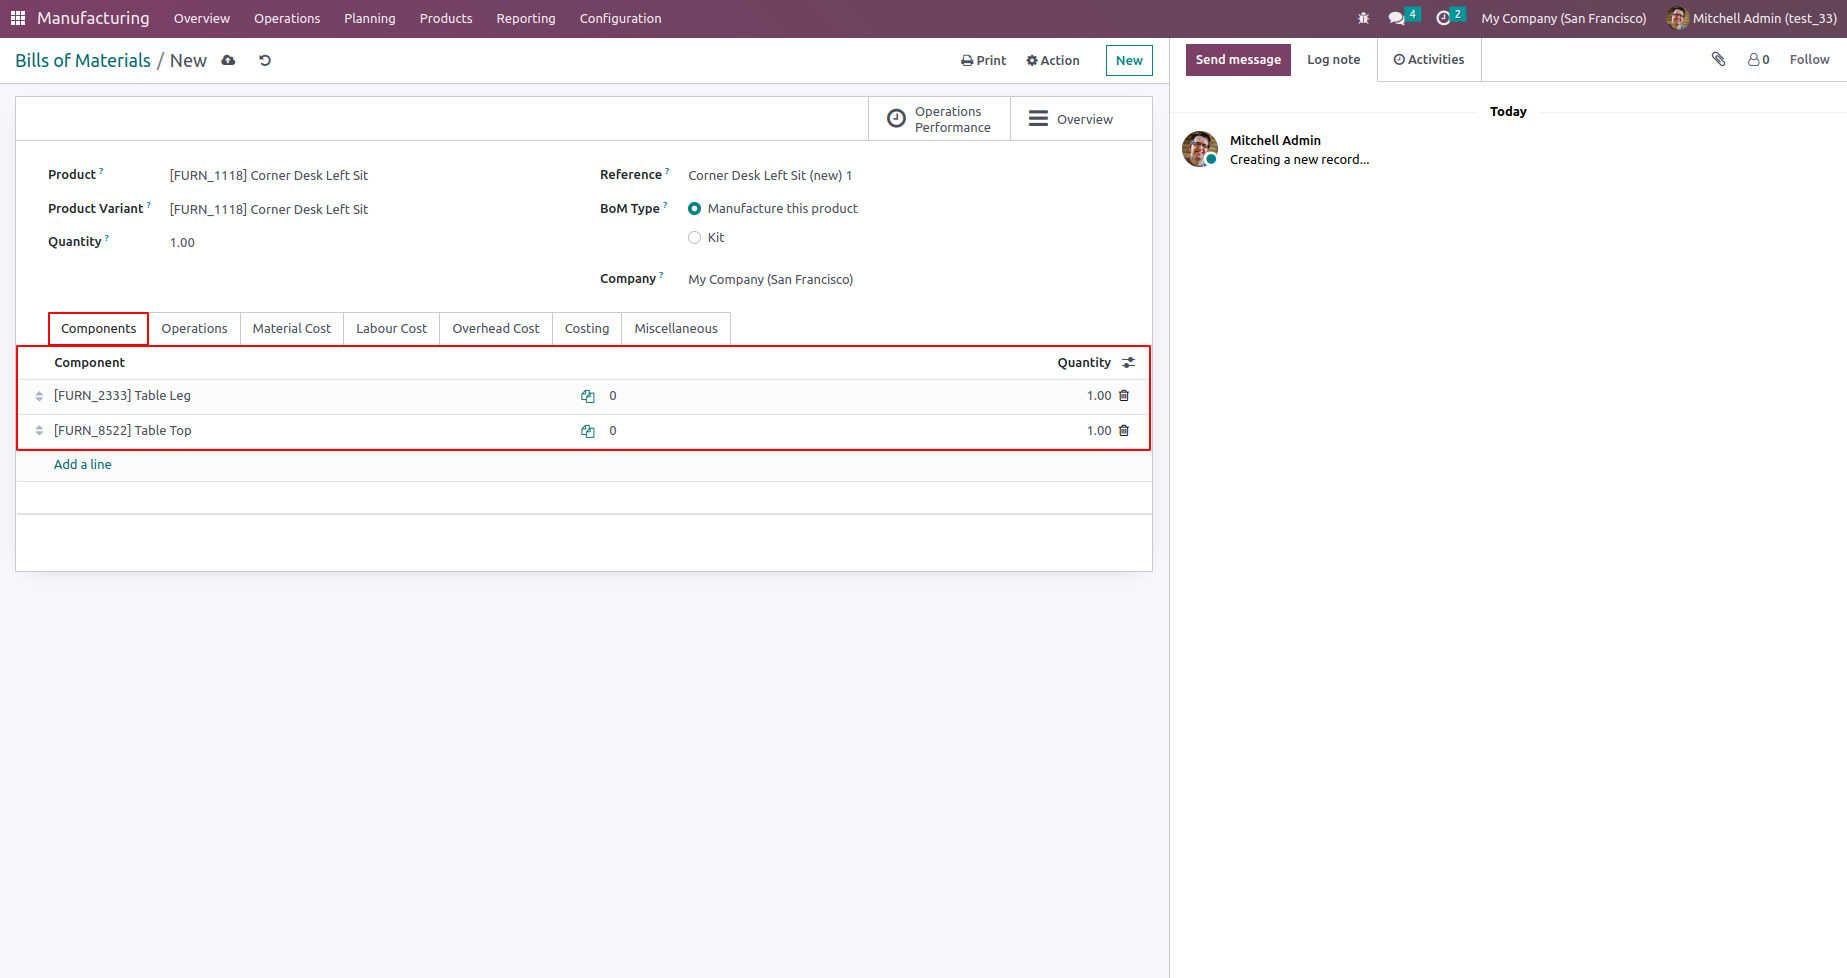 Manufacturing Overview Operations Planning Products Reporting Configuration 4 2 My Company (San Francisco) Mitchell Admin (test_33)
Bills of Materials / New Print Action New
Send message Log note Activities 0 Follow
Operations Performance Overview
Product ? [FURN_1118] Corner Desk Left Sit
Product Variant ? [FURN_1118] Corner Desk Left Sit
Quantity ? 1.00
Reference ? Corner Desk Left Sit (new) 1
BoM Type ? Manufacture this product
Kit
Company ? My Company (San Francisco)
Components Operations Material Cost Labour Cost Overhead Cost Costing Miscellaneous
Component Quantity
[FURN_2333] Table Leg 0 1.00
[FURN_8522] Table Top 0 1.00
Add a line
Today
Mitchell Admin
Creating a new record...